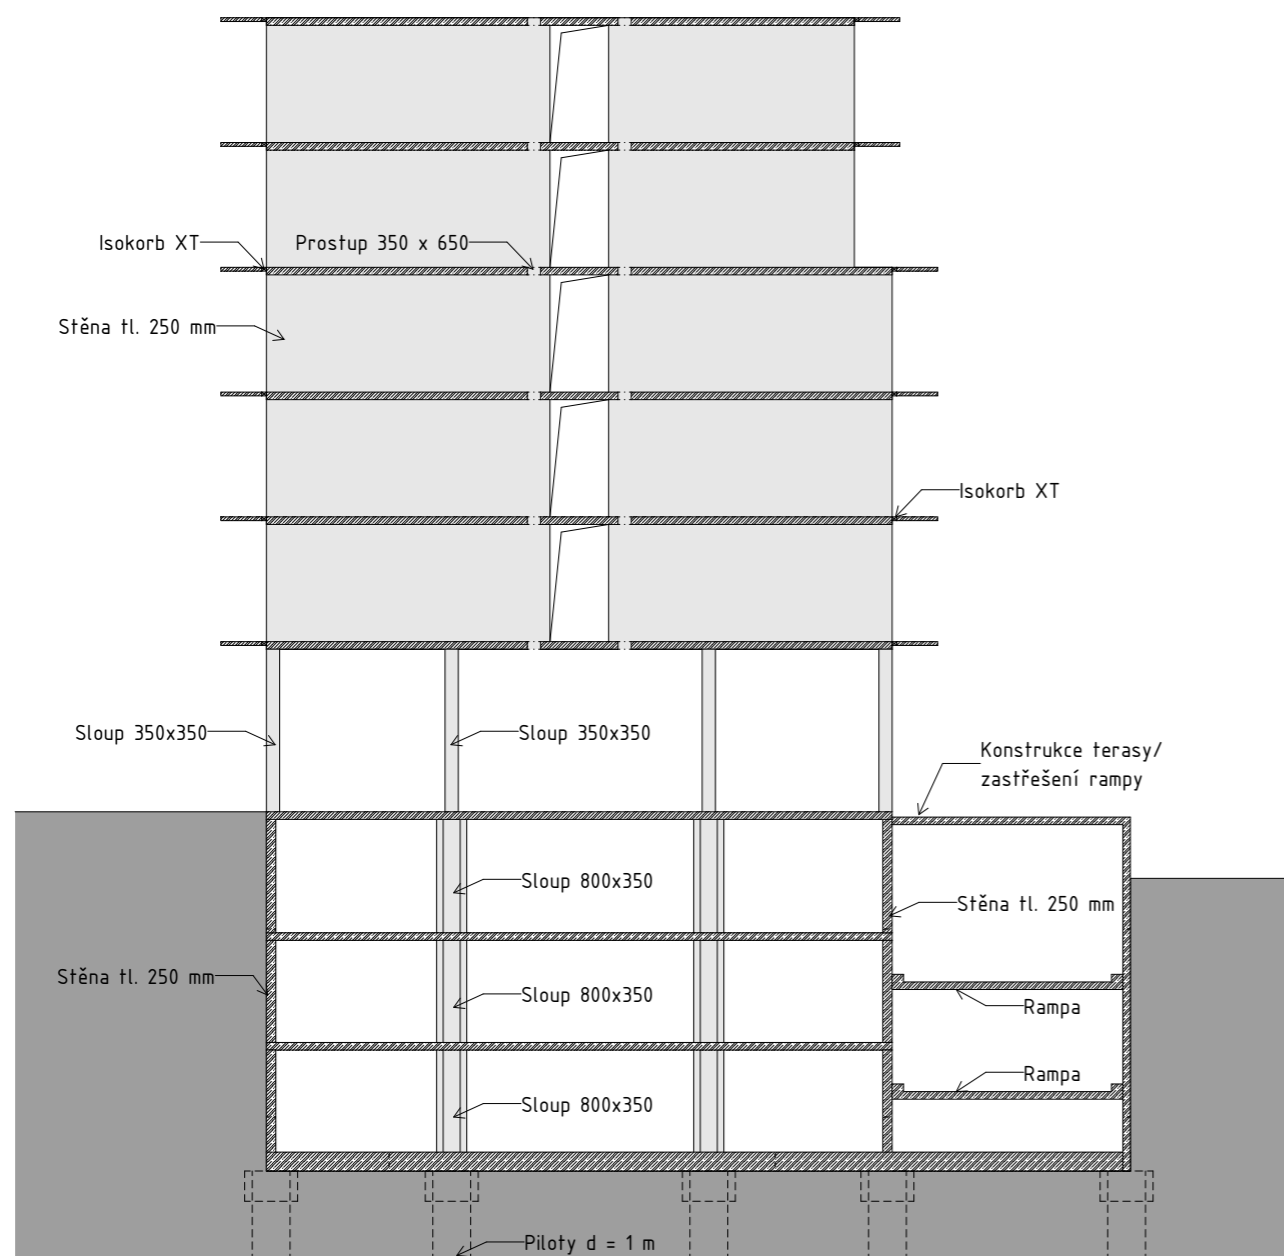 Isokorb XT
Prostup 350 x 650
Stěna tl. 250 mm
Isokorb XT
Sloup 350x350
Sloup 350x350
Konstrukce terasy/
zastřešení rampy
Sloup 800x350
Stěna tl. 250 mm
Stěna tl. 250 mm
Sloup 800x350
Rampa
Rampa
Sloup 800x350
Piloty d = 1 m